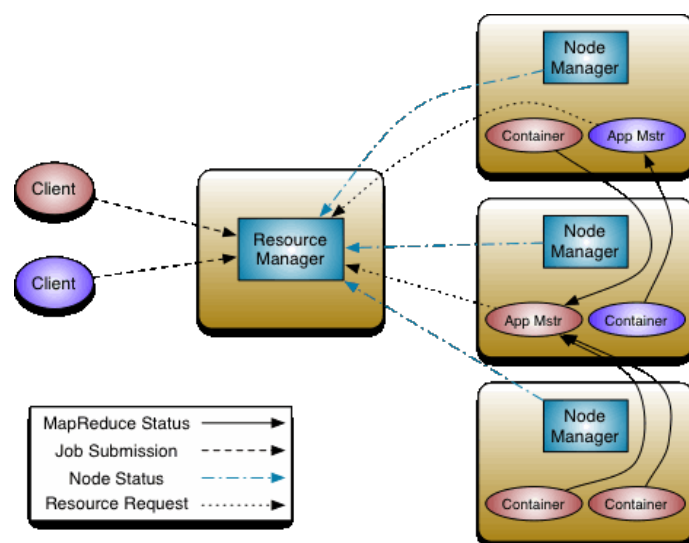 Node
Manager
Container
App Mstr
Client
Resource
Manager
Node
Manager
Client
App Mstr
Container
Node
Manager
MapReduce Status
Job Submission
Node Status
Resource Request
Container
Container